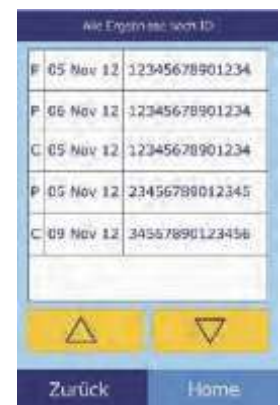 Alle Ergebnisse nach ID
P 05 Nov 12 12345678901234
P 06 Nov 12 12345678901234
C 05 Nov 12 12345678901234
P 05 Nov 12 23456789012345
C 09 Nov 12 34567890123456
Zurück Home